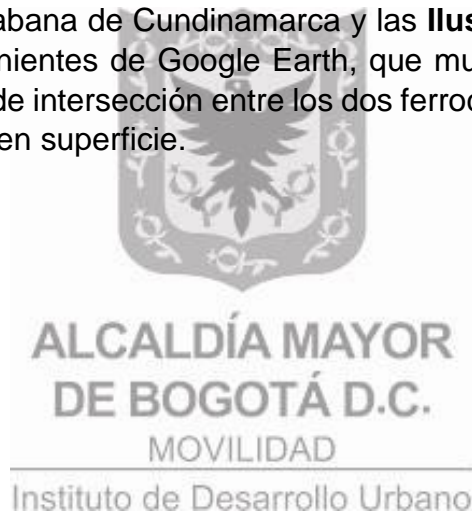 abana de Cundinamarca y las Ilus
nientes de Google Earth, que mu
de intersección entre los dos ferroc
en superficie.
ALCALDÍA MAYOR
DE BOGOTÁ D.C.
MOVILIDAD
Instituto de Desarrollo Urbano